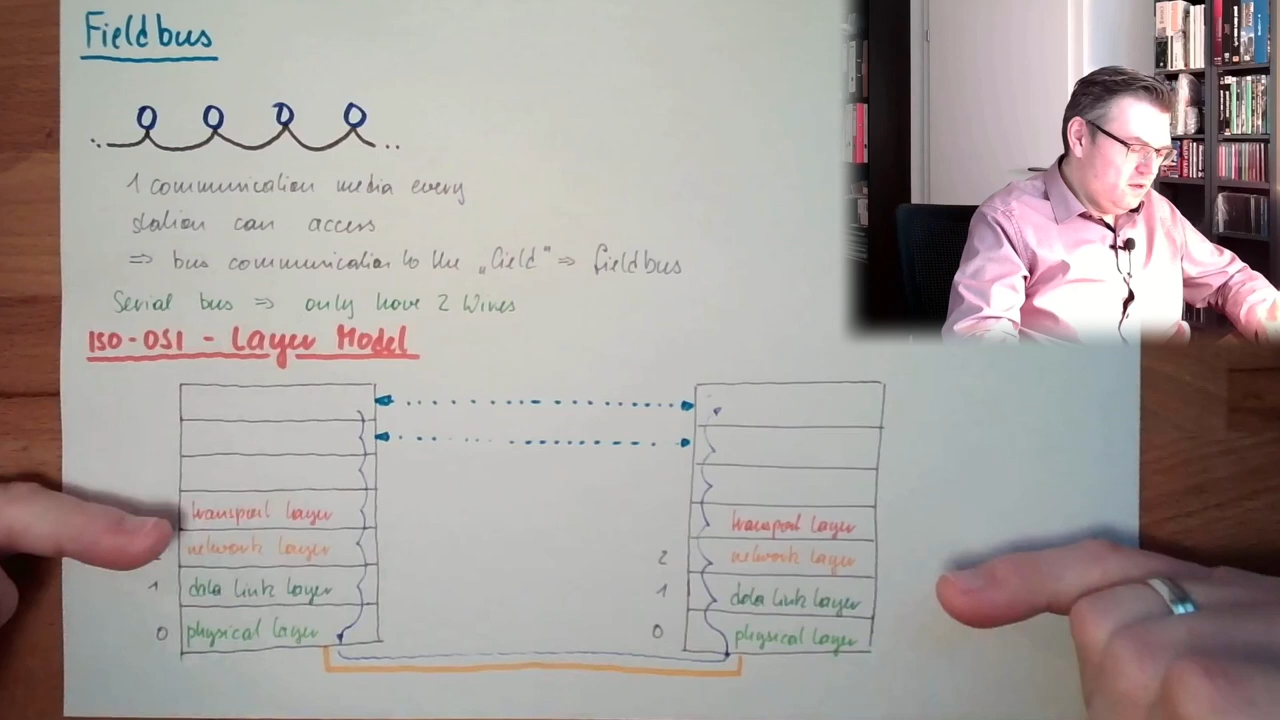 Fieldbus
1 communication media every
station can access
⇒ bus communication to the „field" ⇒ fieldbus
Serial bus ⇒ only have 2 Wires
ISO-OSI - Layer Model
transport layer
network layer
1 data link layer
0 physical layer
transport layer
2 network layer
1 data link layer
0 physical layer